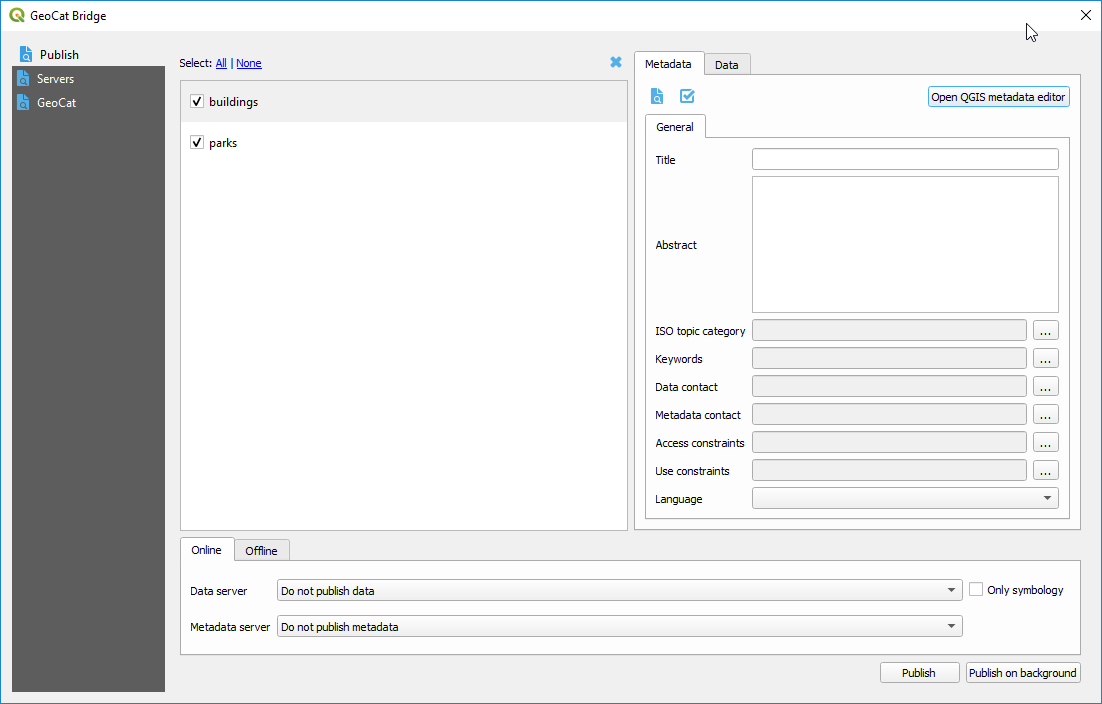 GeoCat Bridge
Publish
Servers
GeoCat
Select: All | None
buildings
parks
Metadata
Data
Open QGIS metadata editor
General
Title
Abstract
ISO topic category
...
Keywords
...
Data contact
...
Metadata contact
...
Access constraints
...
Use constraints
...
Language
Online
Offline
Data server
Do not publish data
Only symbology
Metadata server
Do not publish metadata
Publish
Publish on background